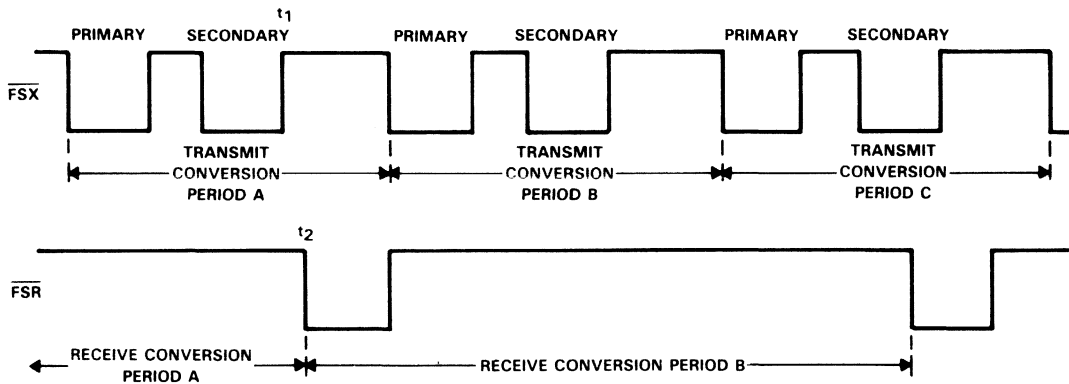 t1
PRIMARY SECONDARY PRIMARY SECONDARY PRIMARY SECONDARY
FSX
TRANSMIT
CONVERSION
PERIOD A
TRANSMIT
CONVERSION
PERIOD B
TRANSMIT
CONVERSION
PERIOD C
t2
FSR
RECEIVE CONVERSION
PERIOD A
RECEIVE CONVERSION PERIOD B